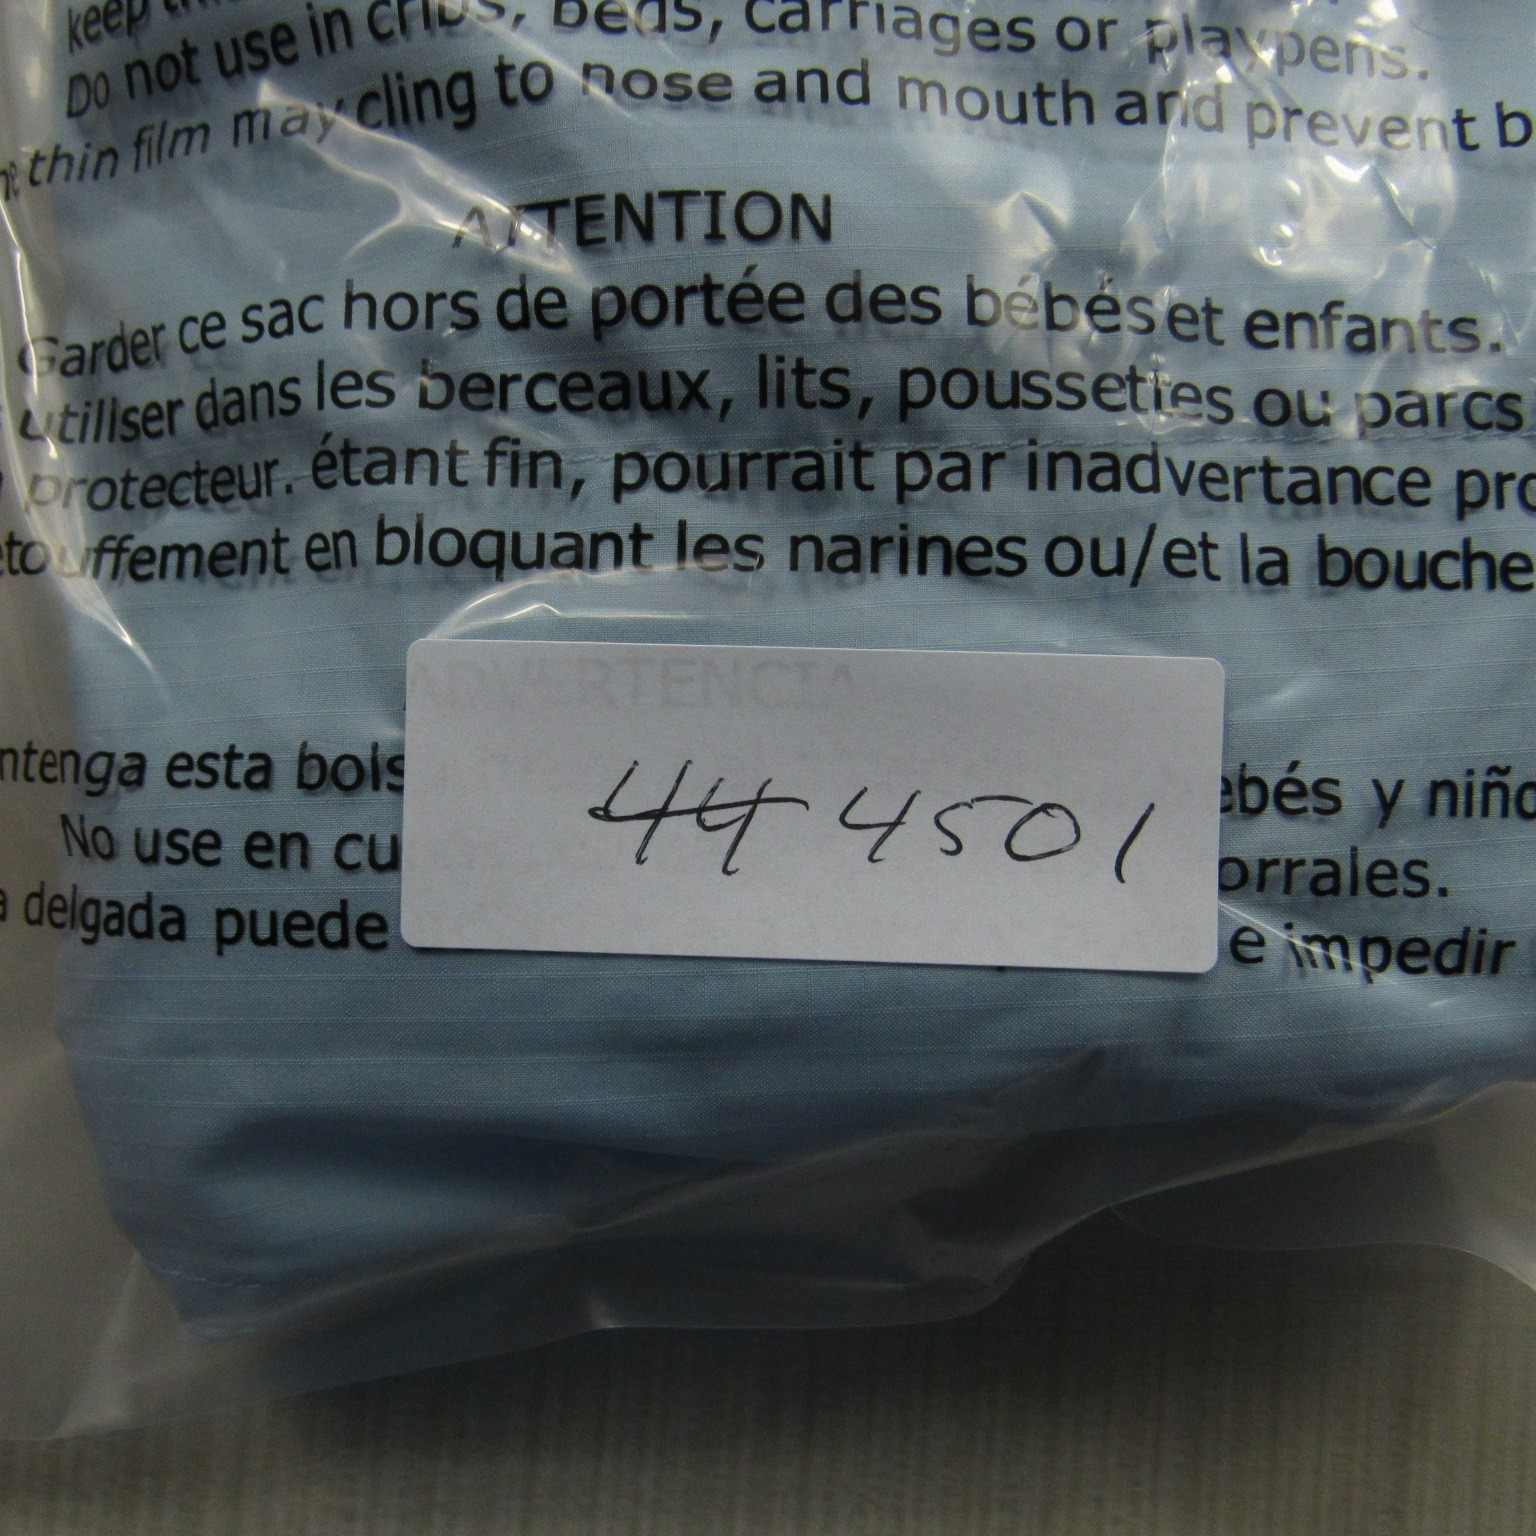 keep
Do not use in cribs, beds, carriages or playpens.
thin film may cling to nose and mouth and prevent b
ATTENTION
Garder ce sac hors de portée des bébés et enfants.
utiliser dans les berceaux, lits, poussettes ou parcs
protecteur. étant fin, pourrait par inadvertance pro
etouffement en bloquant les narines ou/et la bouche
ADVERTENCIA
ntenga esta bols ebés y niño
No use en cu orrales.
a delgada puede e impedir
44 4501